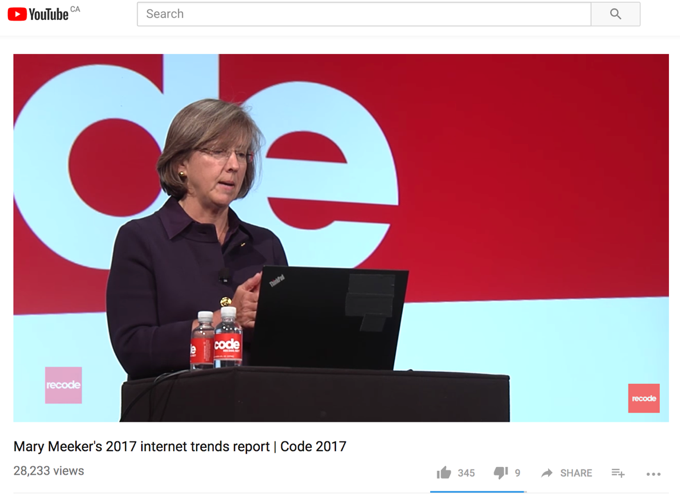 YouTube CA
Search
code
ThinkPad
de
code
recode
recode
Mary Meeker's 2017 internet trends report | Code 2017
28,233 views
345
9
SHARE